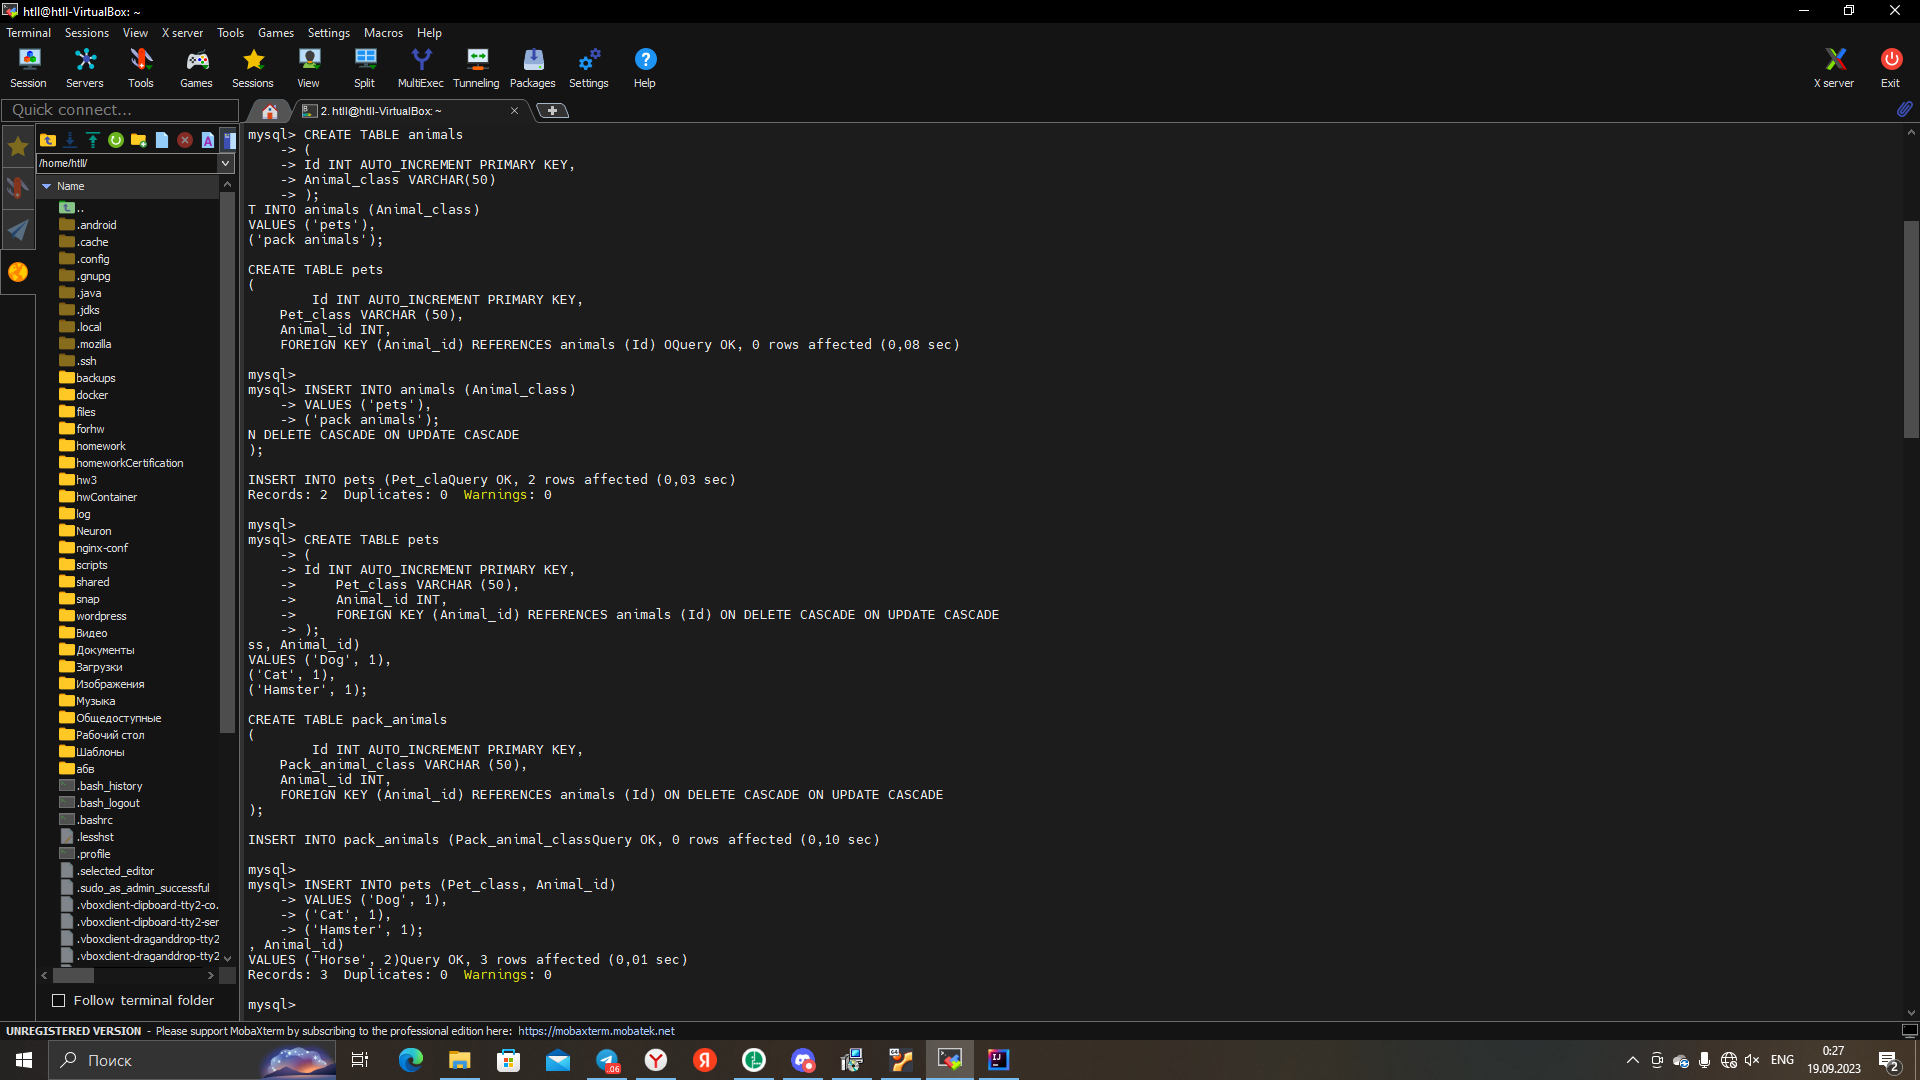 htll@htll-VirtualBox: ~
Terminal Sessions View X server Tools Games Settings Macros Help
Session Servers Tools Games Sessions View Split MultiExec Tunneling Packages Settings Help X server Exit
Quick connect...
2. htll@htll-VirtualBox: ~
/home/htll/
Name
..
.android
.cache
.config
.gnupg
.java
.jdks
.local
.mozilla
.ssh
backups
docker
files
forhw
homework
homeworkCertification
hw3
hwContainer
log
Neuron
nginx-conf
scripts
shared
snap
wordpress
Видео
Документы
Загрузки
Изображения
Музыка
Общедоступные
Рабочий стол
Шаблоны
абв
.bash_history
.bash_logout
.bashrc
.lesshst
.profile
.selected_editor
.sudo_as_admin_successful
.vboxclient-clipboard-tty2-co.
.vboxclient-clipboard-tty2-ser
.vboxclient-draganddrop-tty2
.vboxclient-draganddrop-tty2
Follow terminal folder
mysql> CREATE TABLE animals
    -> (
    -> Id INT AUTO_INCREMENT PRIMARY KEY,
    -> Animal_class VARCHAR(50)
    -> );
T INTO animals (Animal_class)
VALUES ('pets'),
('pack animals');
CREATE TABLE pets
(
        Id INT AUTO_INCREMENT PRIMARY KEY,
    Pet_class VARCHAR (50),
    Animal_id INT,
    FOREIGN KEY (Animal_id) REFERENCES animals (Id) OQuery OK, 0 rows affected (0,08 sec)
mysql>
mysql> INSERT INTO animals (Animal_class)
    -> VALUES ('pets'),
    -> ('pack animals');
N DELETE CASCADE ON UPDATE CASCADE
);
INSERT INTO pets (Pet_claQuery OK, 2 rows affected (0,03 sec)
Records: 2  Duplicates: 0  Warnings: 0
mysql>
mysql> CREATE TABLE pets
    -> (
    -> Id INT AUTO_INCREMENT PRIMARY KEY,
    ->     Pet_class VARCHAR (50),
    ->     Animal_id INT,
    ->     FOREIGN KEY (Animal_id) REFERENCES animals (Id) ON DELETE CASCADE ON UPDATE CASCADE
    -> );
ss, Animal_id)
VALUES ('Dog', 1),
('Cat', 1),
('Hamster', 1);
CREATE TABLE pack_animals
(
        Id INT AUTO_INCREMENT PRIMARY KEY,
    Pack_animal_class VARCHAR (50),
    Animal_id INT,
    FOREIGN KEY (Animal_id) REFERENCES animals (Id) ON DELETE CASCADE ON UPDATE CASCADE
);
INSERT INTO pack_animals (Pack_animal_classQuery OK, 0 rows affected (0,10 sec)
mysql>
mysql> INSERT INTO pets (Pet_class, Animal_id)
    -> VALUES ('Dog', 1),
    -> ('Cat', 1),
    -> ('Hamster', 1);
, Animal_id)
VALUES ('Horse', 2)Query OK, 3 rows affected (0,01 sec)
Records: 3  Duplicates: 0  Warnings: 0
mysql>
UNREGISTERED VERSION - Please support MobaXterm by subscribing to the professional edition here: https://mobaxterm.mobatek.net
Поиск
ENG
0:27
19.09.2023
2